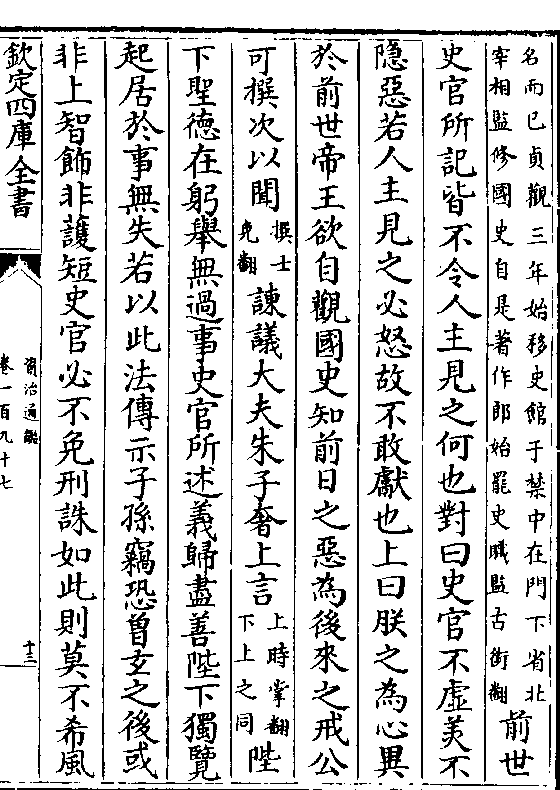 名而已貞觀三年始移史館于禁中在門下省北
宰相監修國史自是著作郎始罷史職監古銜翻
前世
史官所記皆不令人主見之何也對曰史官不虛美不
隱惡若人主見之必怒故不敢獻也上曰朕之為心異
於前世帝王欲自觀國史知前日之惡為後來之戒公
可撰次以聞撰士免翻諫議大夫朱子奢上言上時掌翻下上之同陛
下聖德在躬舉無過事史官所述義歸盡善陛下獨覽
起居於事無失若以此法傳示子孫竊恐曾玄之後或
非上智飾非護短史官必不免刑誅如此則莫不希風
欽定四庫全書
資治通鑑
卷一百九十七
十三